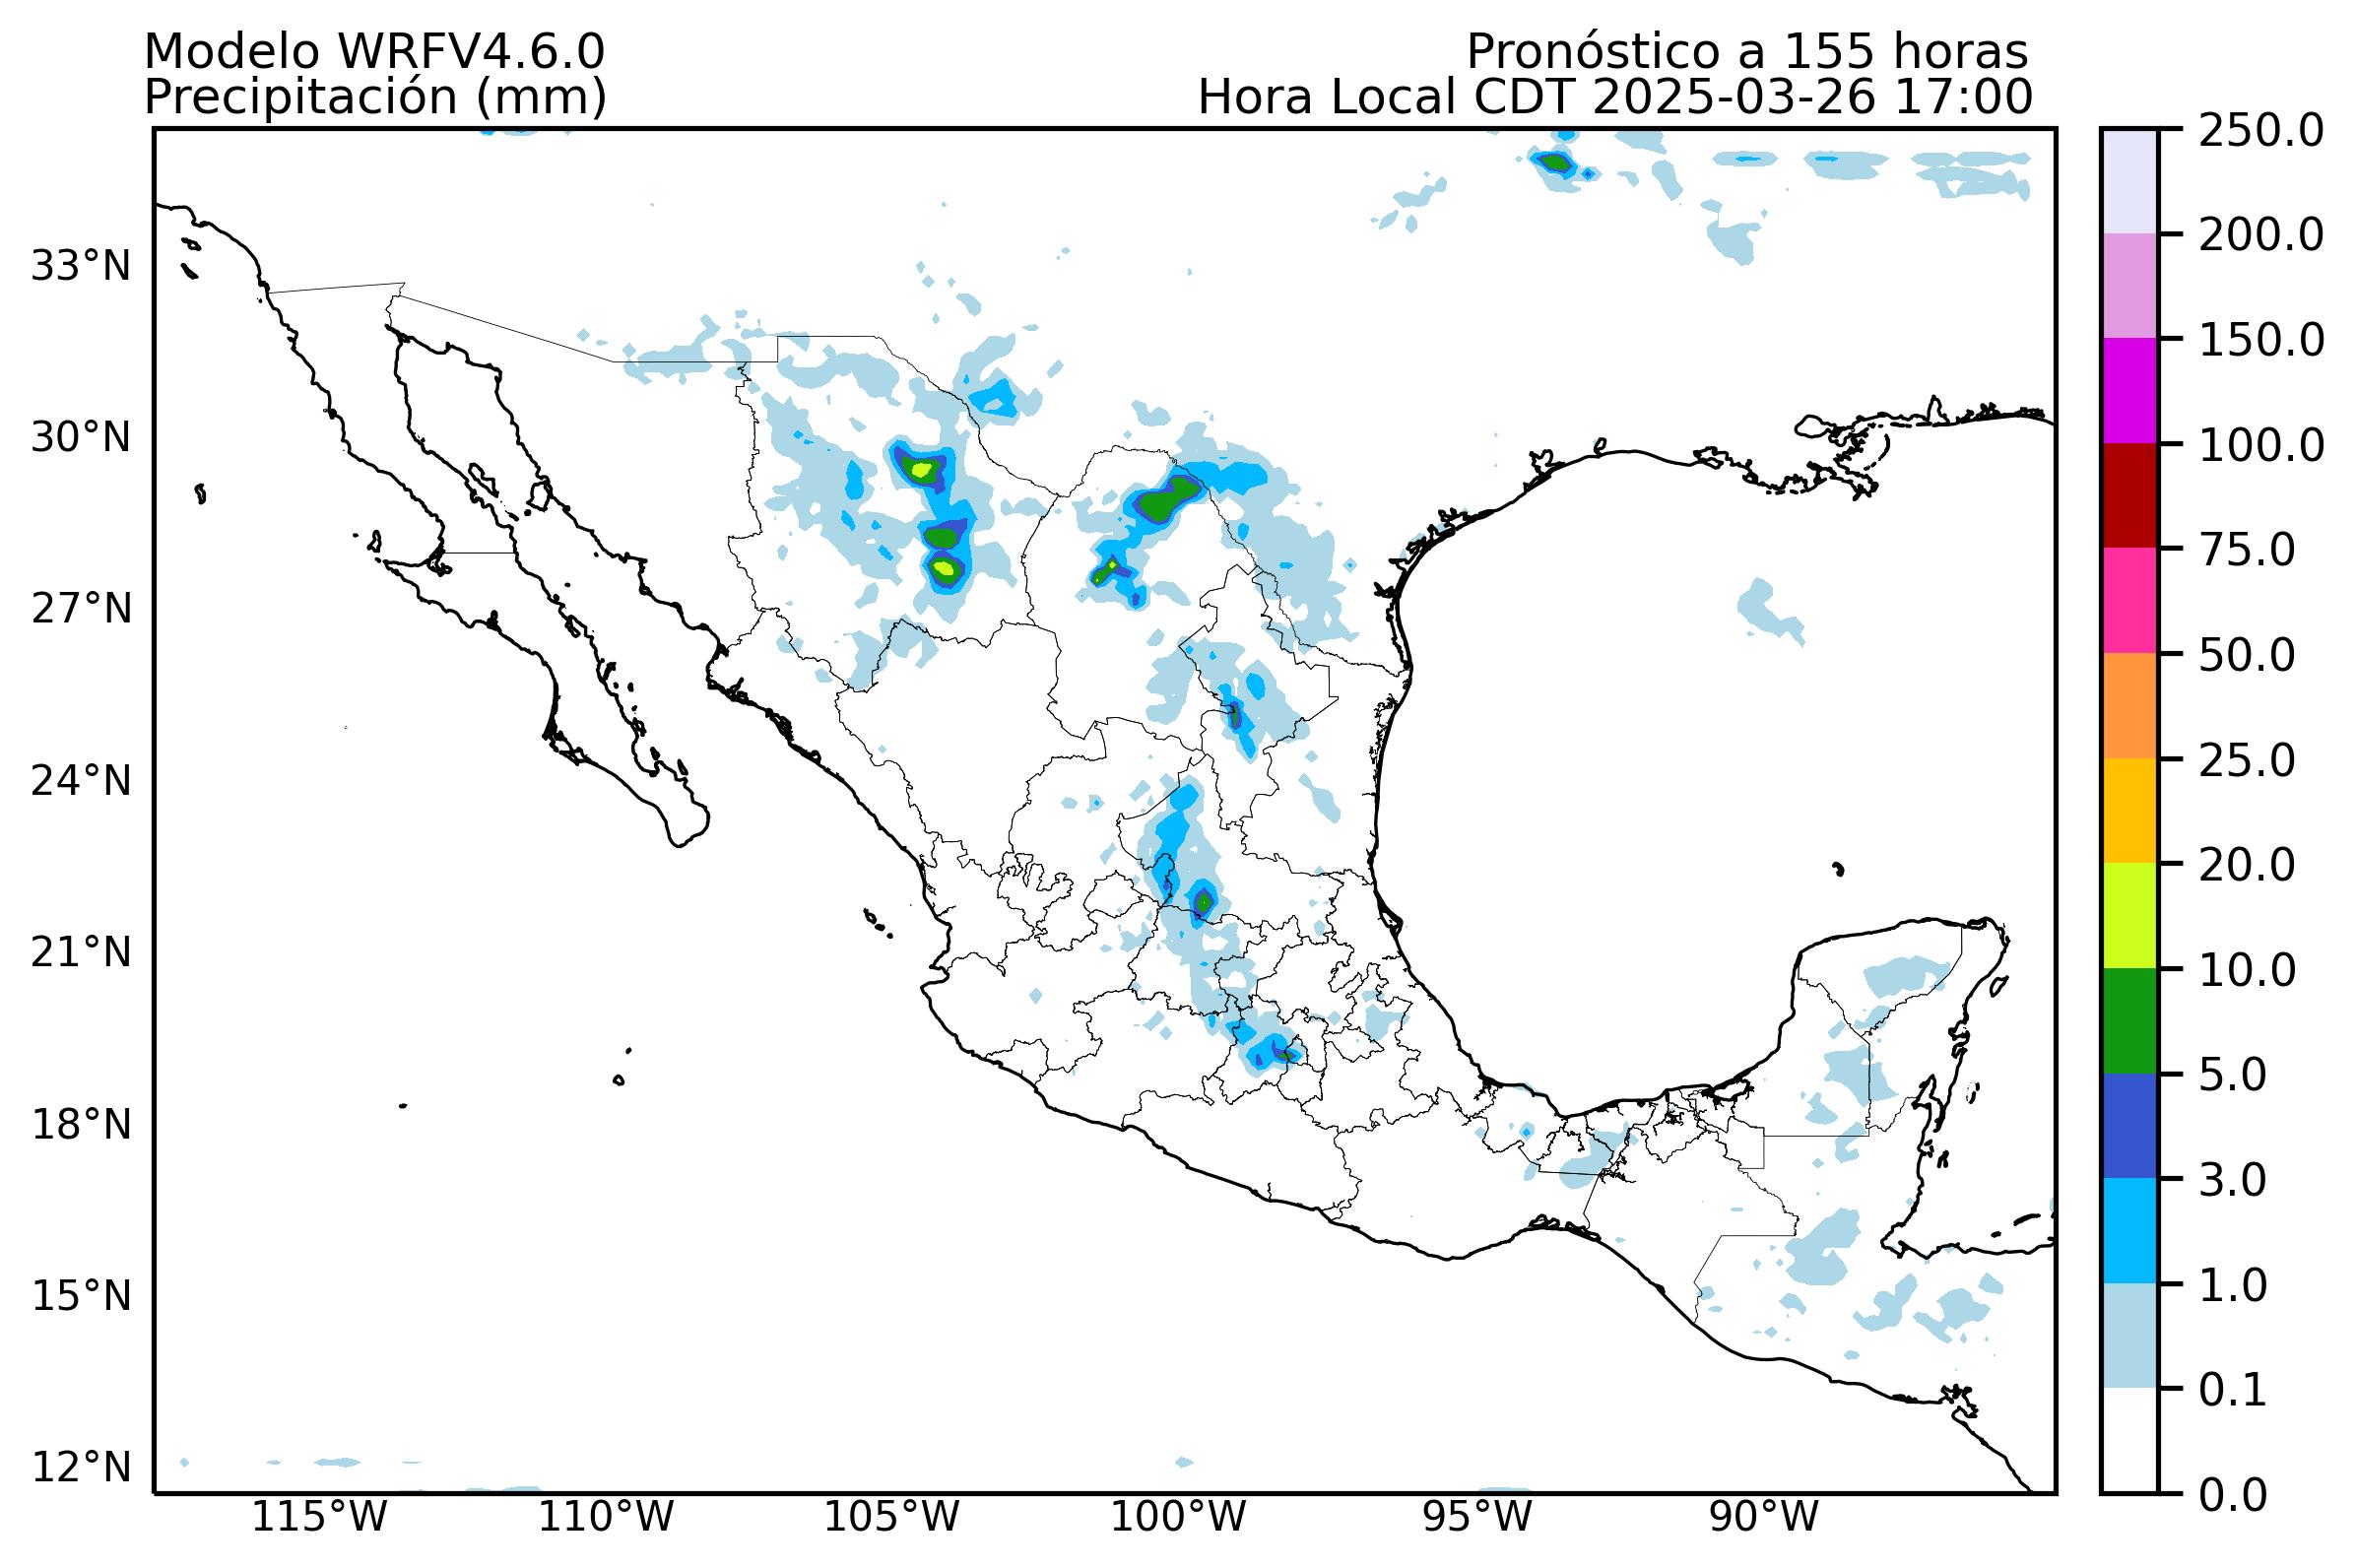 Modelo WRFV4.6.0
Pronóstico a 155 horas
Precipitación (mm)
Hora Local CDT 2025-03-26 17:00
33°N
30°N
27°N
24°N
21°N
18°N
15°N
12°N
115°W
110°W
105°W
100°W
95°W
90°W
250.0
200.0
150.0
100.0
75.0
50.0
25.0
20.0
10.0
5.0
3.0
1.0
0.1
0.0